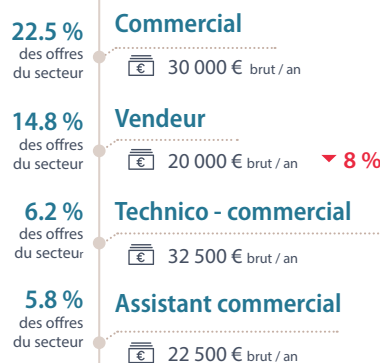 22.5 %
des offres
du secteur
Commercial
€ 30 000 € brut / an
14.8 %
des offres
du secteur
Vendeur
€ 20 000 € brut / an 8 %
6.2 %
des offres
du secteur
Technico - commercial
€ 32 500 € brut / an
5.8 %
des offres
du secteur
Assistant commercial
€ 22 500 € brut / an